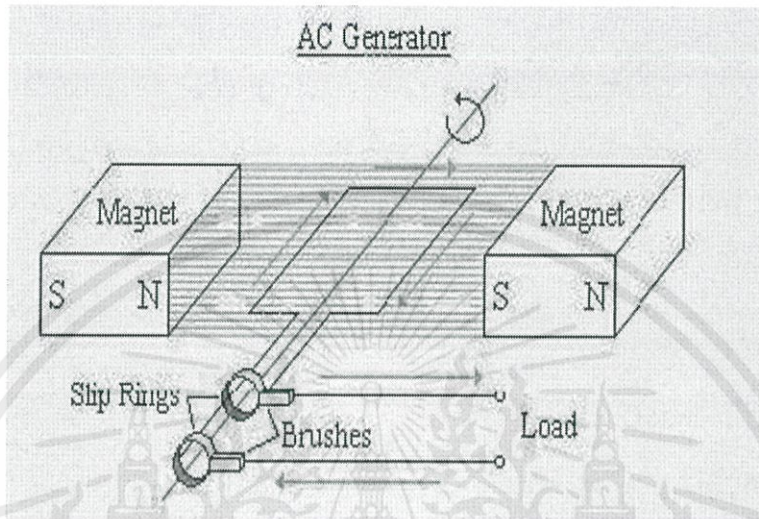 AC Generator
Magnet
Magnet
S N
S N
Slip Rings
Brushes
Load